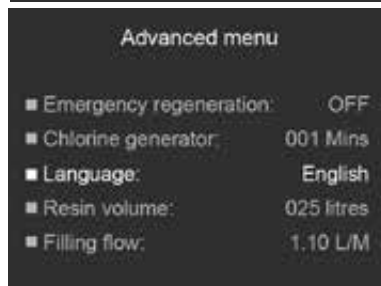 Advanced menu
Emergency regeneration: OFF
Chlorine generator: 001 Mins
Language: English
Resin volume: 025 litres
Filling flow: 1.10 L/M